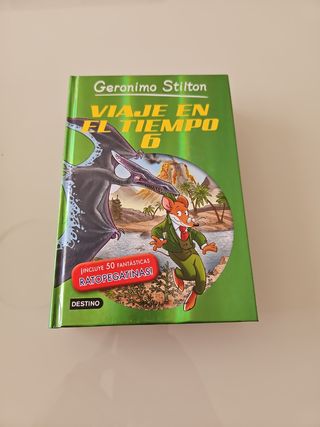 Geronimo Stilton
VIAJE EN
EL TIEMPO
6
¡INCLUYE 50 FANTÁSTICAS
RATOPEGATINAS!
DESTINO